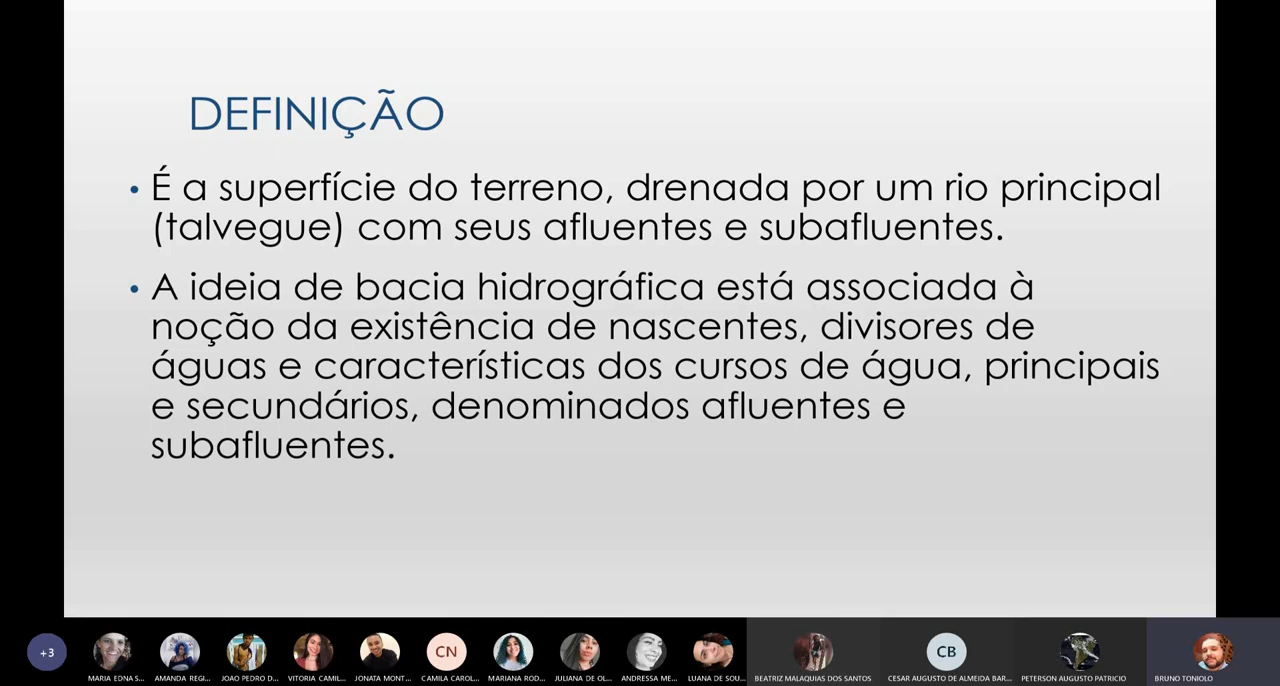 DEFINIÇÃO
• É a superfície do terreno, drenada por um rio principal
(talvegue) com seus afluentes e subafluentes.
• A ideia de bacia hidrográfica está associada à
noção da existência de nascentes, divisores de
águas e características dos cursos de água, principais
e secundários, denominados afluentes e
subafluentes.
+3
CN
CB
MARIA EDNA S...
AMANDA REGI...
JOAO PEDRO D...
VITORIA CAMIL...
JONATA MONT...
CAMILA CAROL...
MARIANA ROD...
JULIANA DE OL...
ANDRESSA ME...
LUANA DE SOU...
BEATRIZ MALAQUIAS DOS SANTOS
CESAR AUGUSTO DE ALMEIDA BAR...
PETERSON AUGUSTO PATRICIO
BRUNO TONIOLO